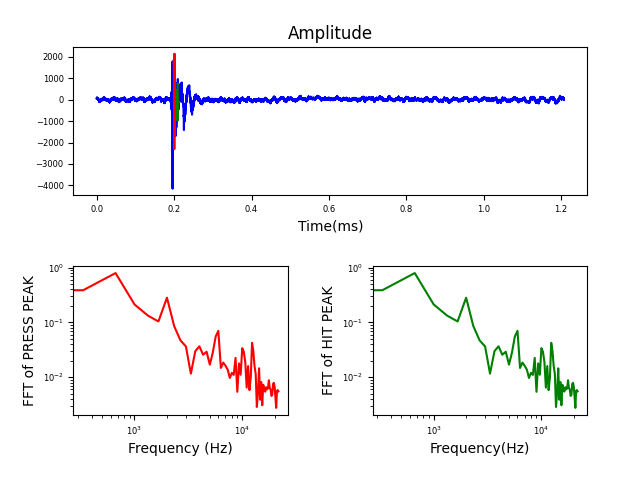 Amplitude
2000
1000
0
−1000
−2000
−3000
−4000
0.0 0.2 0.4 0.6 0.8 1.0 1.2
Time(ms)
FFT of PRESS PEAK
10⁰
10⁻¹
10⁻²
10³ 10⁴
Frequency (Hz)
FFT of HIT PEAK
10⁰
10⁻¹
10⁻²
10³ 10⁴
Frequency(Hz)